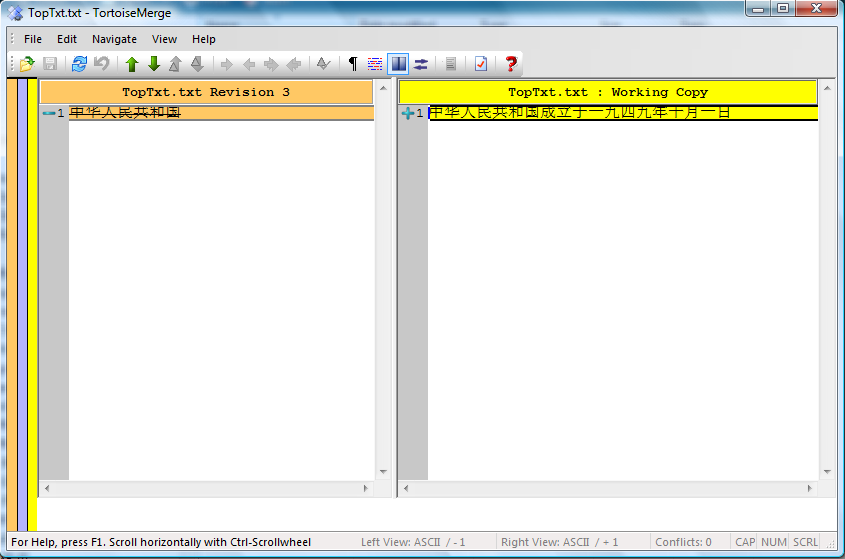 TopTxt.txt - TortoiseMerge
File Edit Navigate View Help
TopTxt.txt Revision 3
TopTxt.txt : Working Copy
1 中华人民共和国
1 中华人民共和国成立于一九四九年十月一日
For Help, press F1. Scroll horizontally with Ctrl-Scrollwheel
Left View: ASCII / - 1
Right View: ASCII / + 1
Conflicts: 0
CAP NUM SCRL